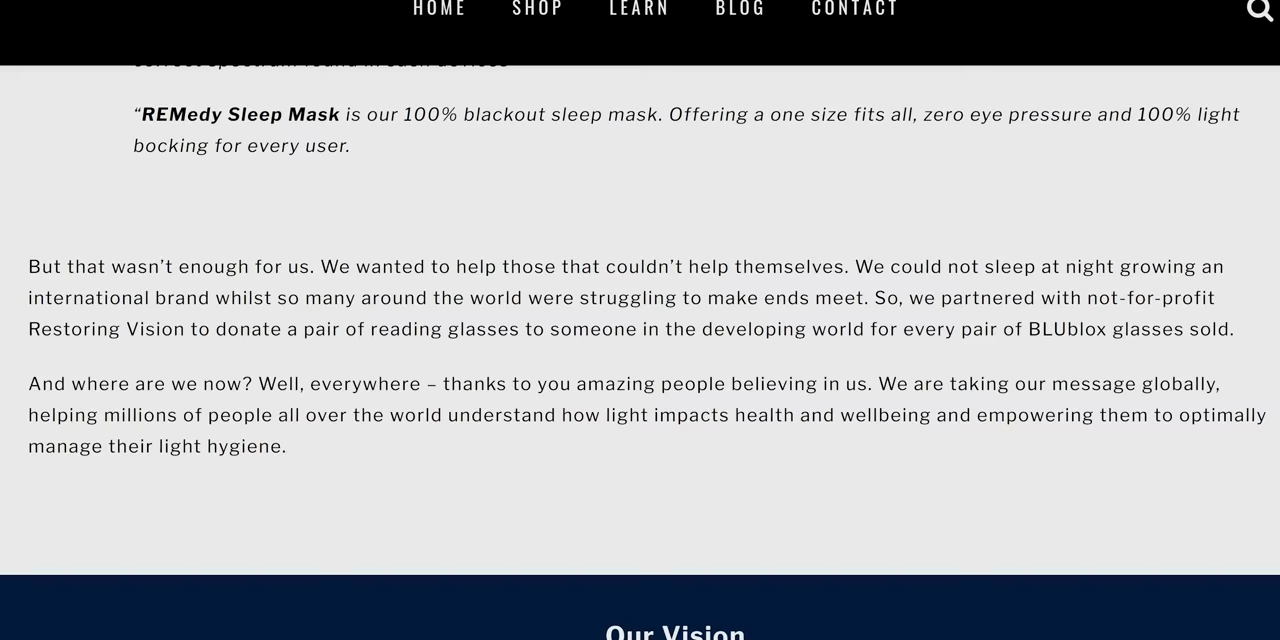 HOME SHOP LEARN BLOG CONTACT
“REMedy Sleep Mask is our 100% blackout sleep mask. Offering a one size fits all, zero eye pressure and 100% light
bocking for every user.
But that wasn’t enough for us. We wanted to help those that couldn’t help themselves. We could not sleep at night growing an
international brand whilst so many around the world were struggling to make ends meet. So, we partnered with not-for-profit
Restoring Vision to donate a pair of reading glasses to someone in the developing world for every pair of BLUblox glasses sold.
And where are we now? Well, everywhere – thanks to you amazing people believing in us. We are taking our message globally,
helping millions of people all over the world understand how light impacts health and wellbeing and empowering them to optimally
manage their light hygiene.
Our Vision